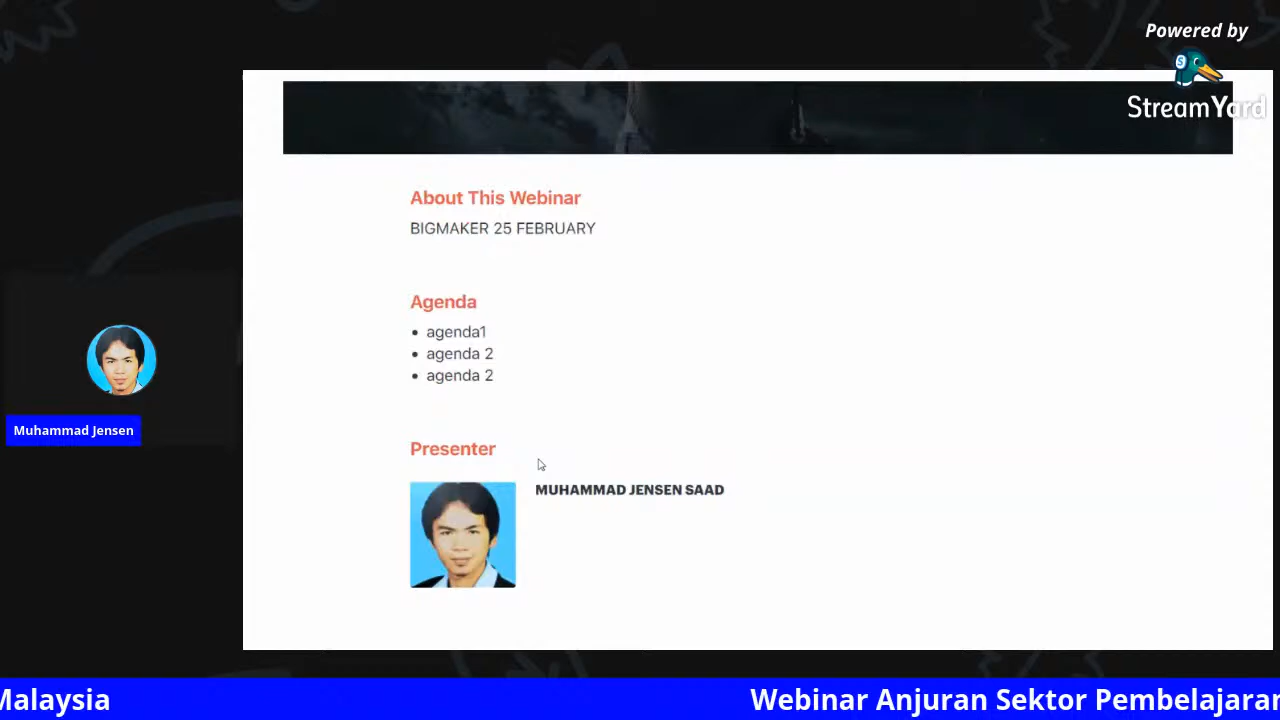 Powered by
StreamYard
About This Webinar
BIGMAKER 25 FEBRUARY
Agenda
• agenda1
• agenda 2
• agenda 2
Presenter
MUHAMMAD JENSEN SAAD
Muhammad Jensen
Malaysia
Webinar Anjuran Sektor Pembelajaran